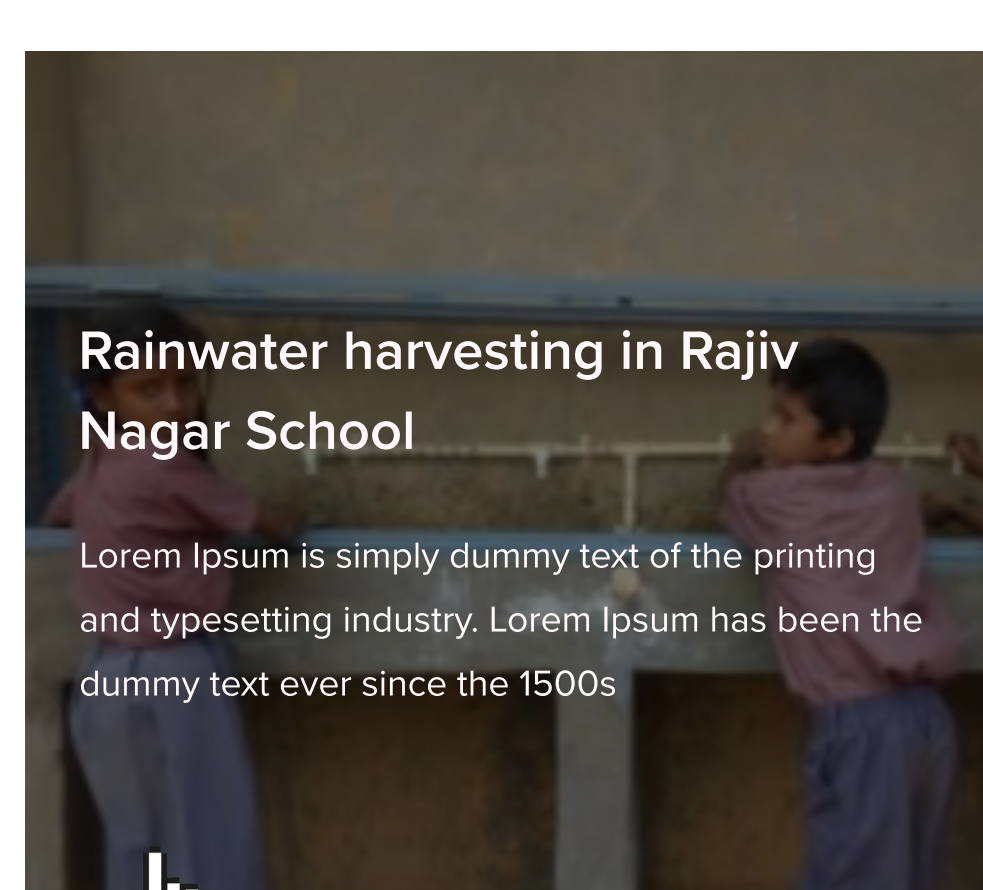 Rainwater harvesting in Rajiv
Nagar School
Lorem Ipsum is simply dummy text of the printing
and typesetting industry. Lorem Ipsum has been the
dummy text ever since the 1500s